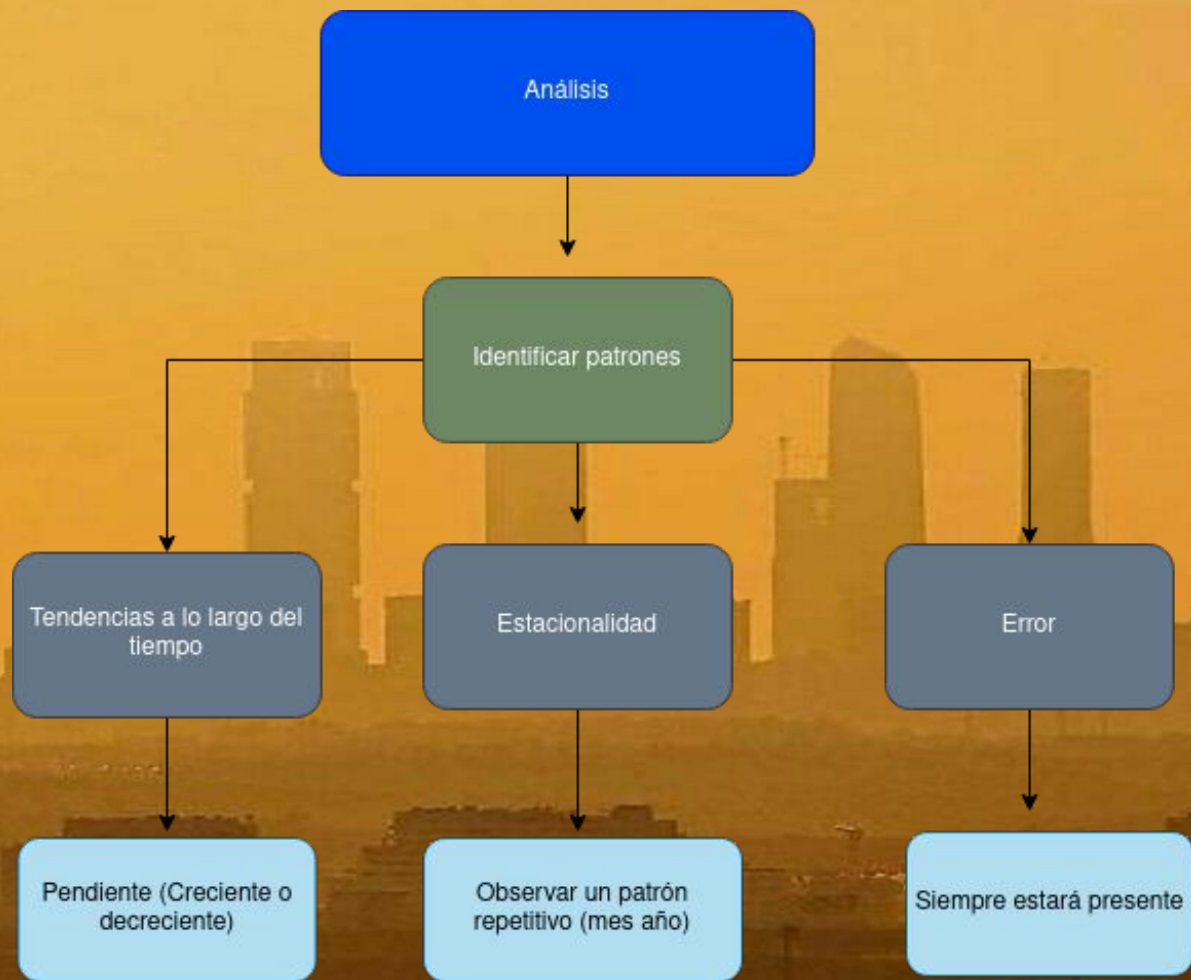 Análisis
Identificar patrones
Tendencias a lo largo del
tiempo
Estacionalidad
Error
Pendiente (Creciente o
decreciente)
Observar un patrón
repetitivo (mes año)
Siempre estará presente